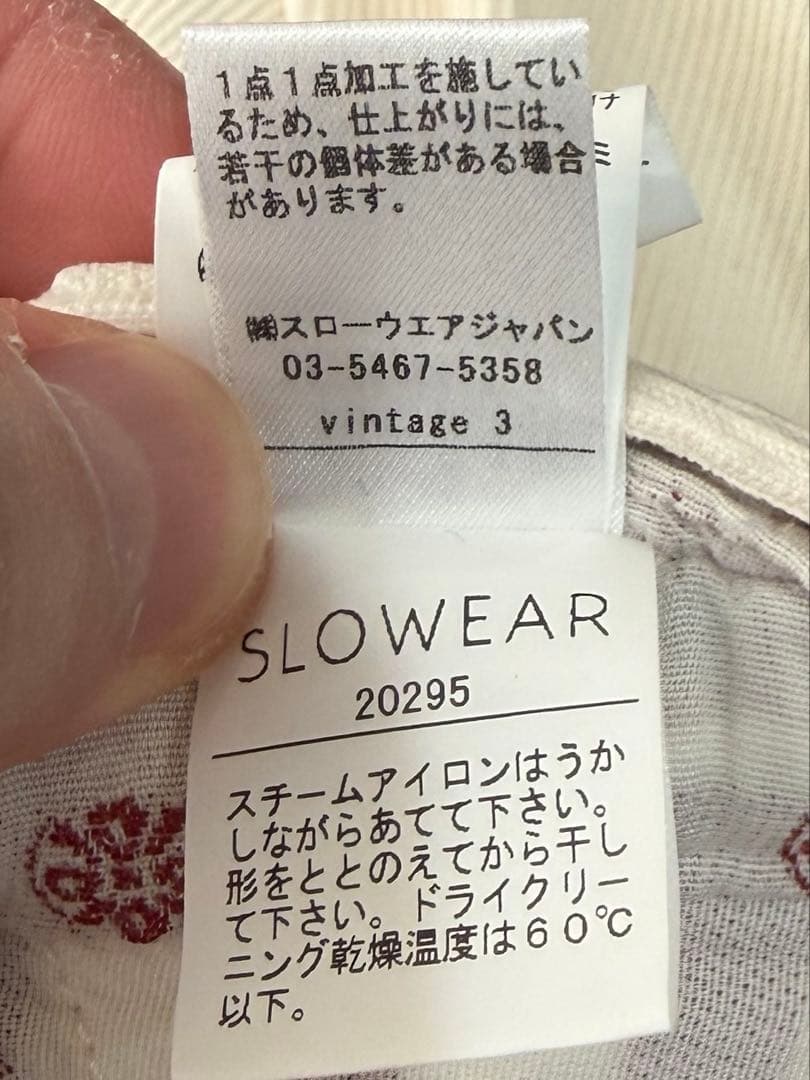 1点1点加工を施してい
るため、仕上がりには、
若干の個体差がある場合
があります。
㈱スローウエアジャパン
03-5467-5358
vintage 3
SLOWEAR
20295
スチームアイロンはうか
しながらあてて下さい。
形をととのえてから干し
て下さい。ドライクリー
ニング乾燥温度は60℃
以下。